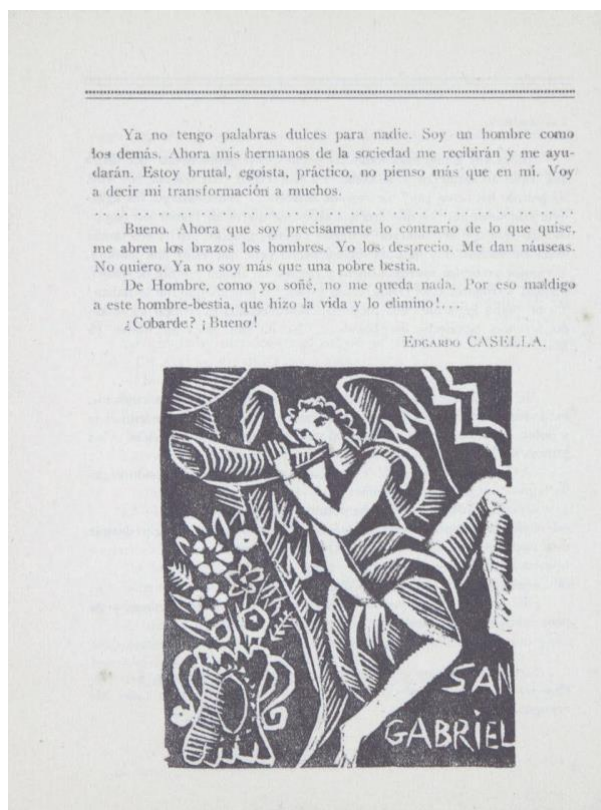 Ya no tengo palabras dulces para nadie. Soy un hombre como
los demás. Ahora mis hermanos de la sociedad me recibirán y me ayu-
darán. Estoy brutal, egoista, práctico, no pienso más que en mi. Voy
a decir mi transformación a muchos.
Bueno. Ahora que soy precisamente lo contrario de lo que quise,
me abren los brazos los hombres. Yo los desprecio. Me dan náuseas.
No quiero. Ya no soy más que una pobre bestia.
De Hombre, como yo soñé, no me queda nada. Por eso maldigo
a este hombre-bestia, que hizo la vida y lo elimino!...
¿Cobarde? ¡Bueno!
EDGARDO CASELLA.
SAN
GABRIEL